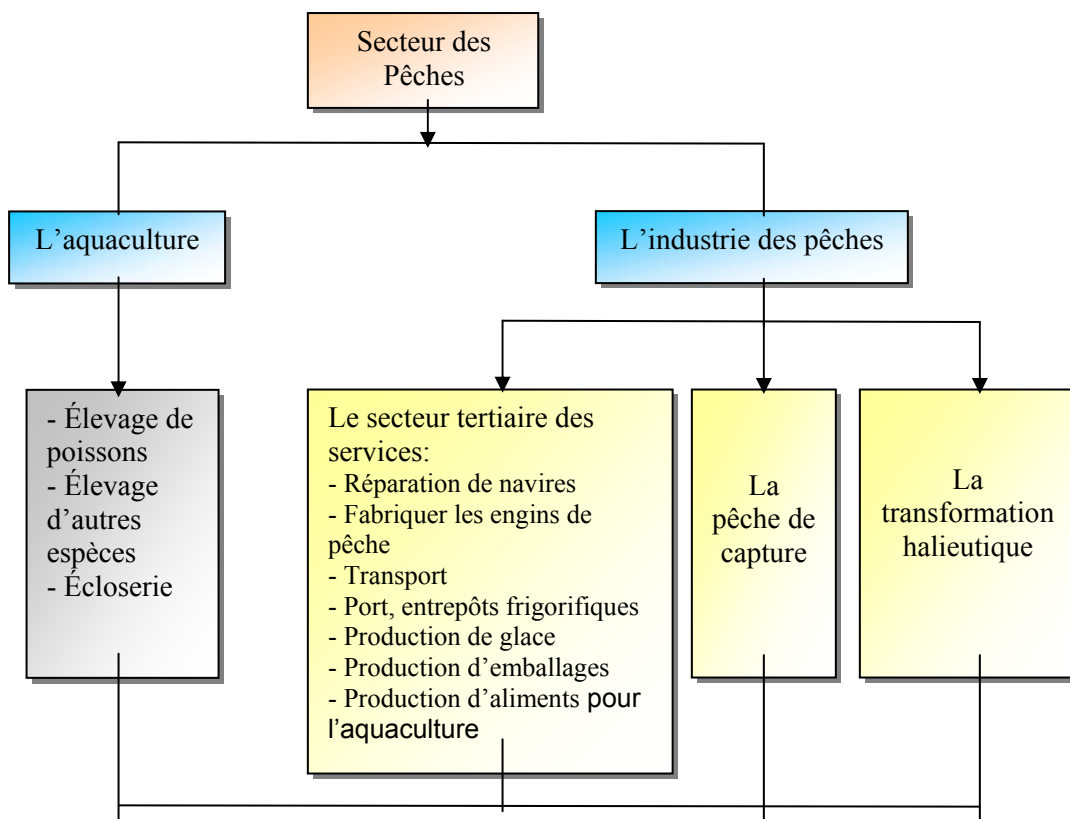 Secteur des
Pêches
L'aquaculture
L'industrie des pêches
- Élevage de
poissons
- Élevage
d'autres
espèces
- Écloserie
Le secteur tertiaire des
services:
- Réparation de navires
- Fabriquer les engins de
pêche
- Transport
- Port, entrepôts frigorifiques
- Production de glace
- Production d'emballages
- Production d'aliments pour
l'aquaculture
La
pêche de
capture
La
transformation
halieutique